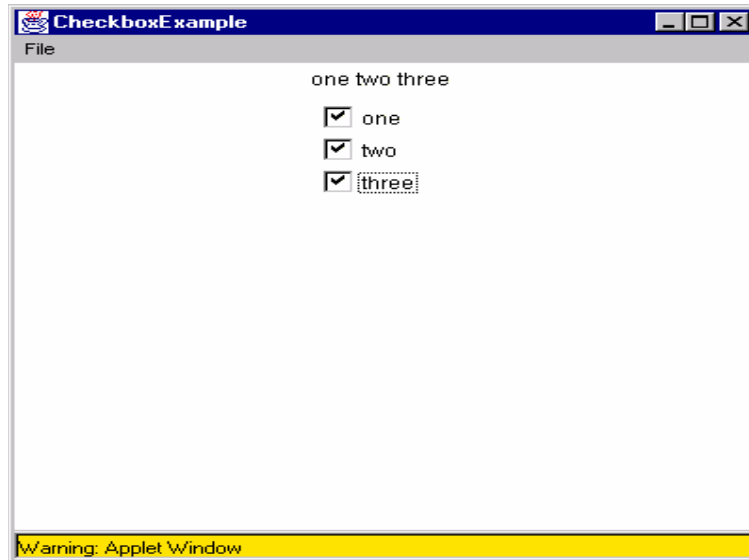 CheckboxExample
File
one two three
one
two
three
Warning: Applet Window